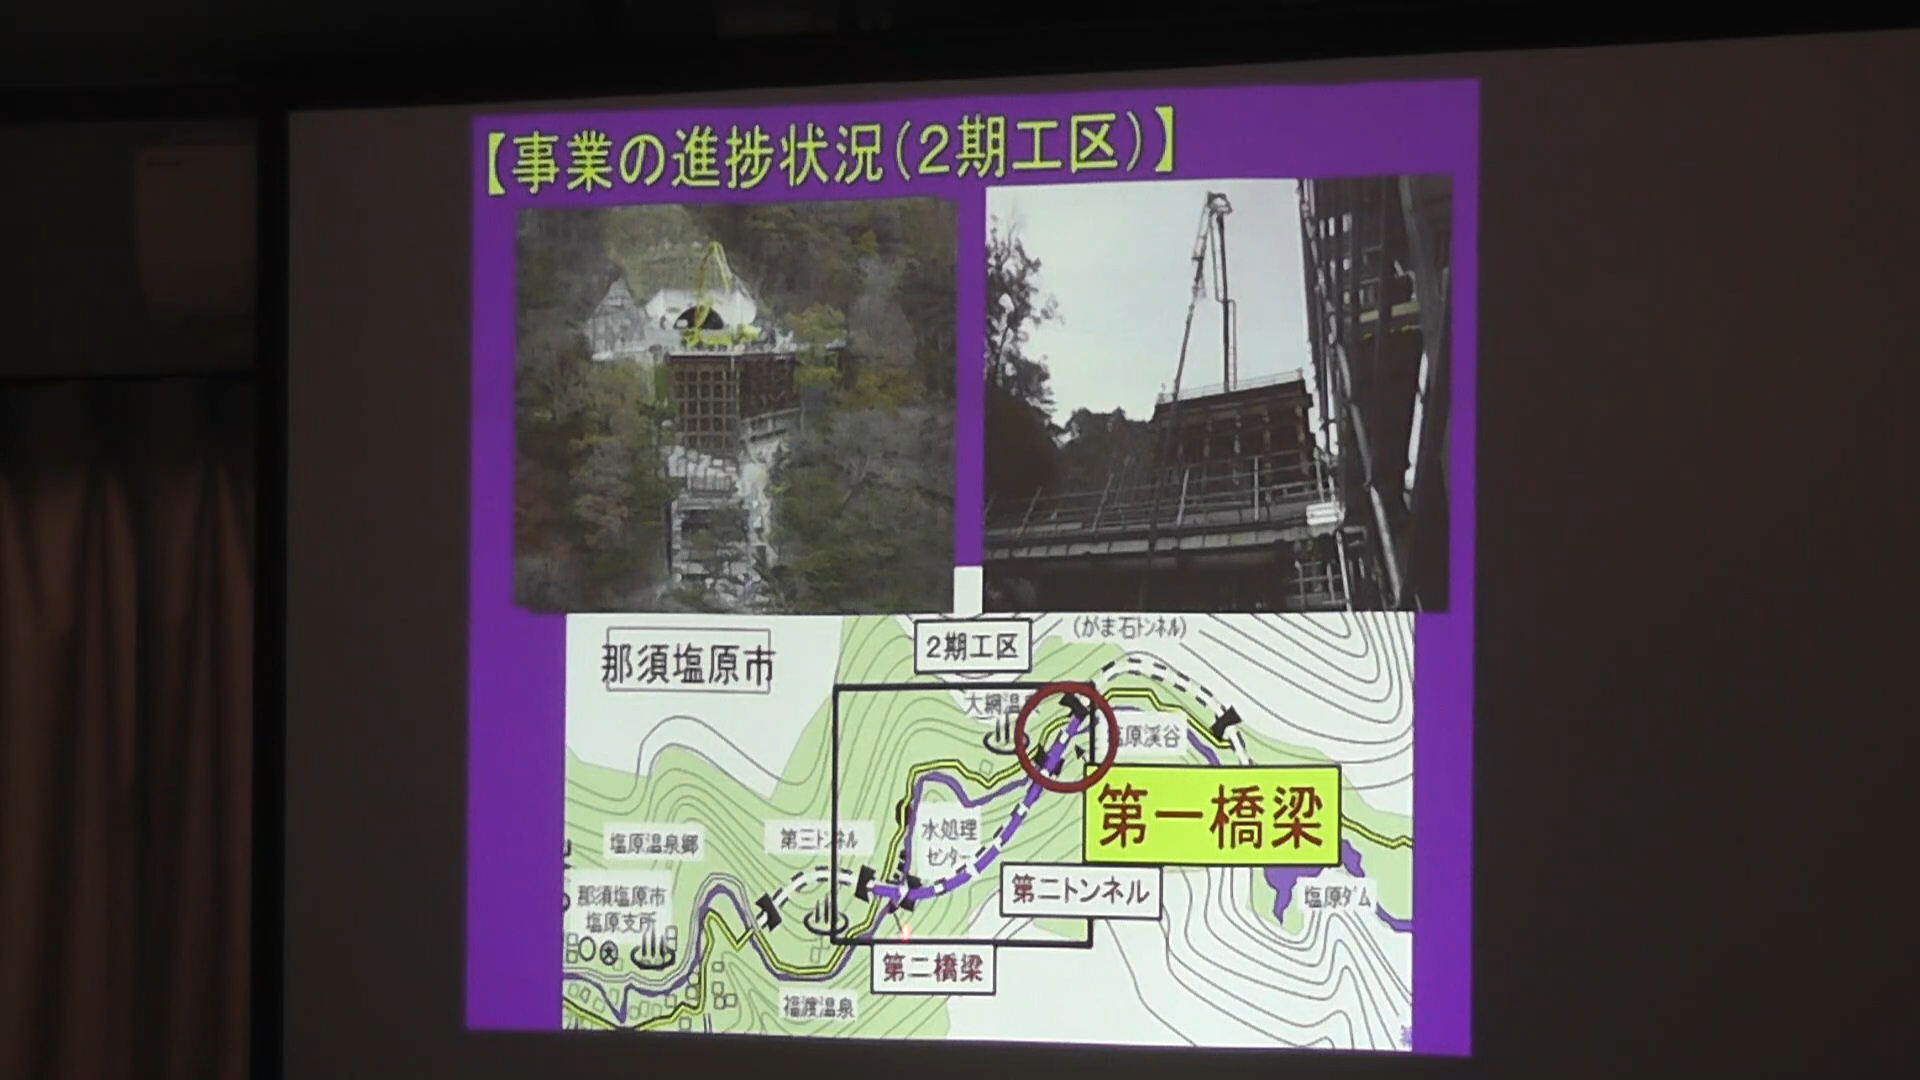 【事業の進捗状況(2期工区)】
那須塩原市
2期工区
(がま石トンネル)
大網温泉
塩原渓谷
第一橋梁
塩原温泉郷
第三トンネル
水処理
センター
第二トンネル
那須塩原市
塩原支所
塩原ダム
第二橋梁
福渡温泉